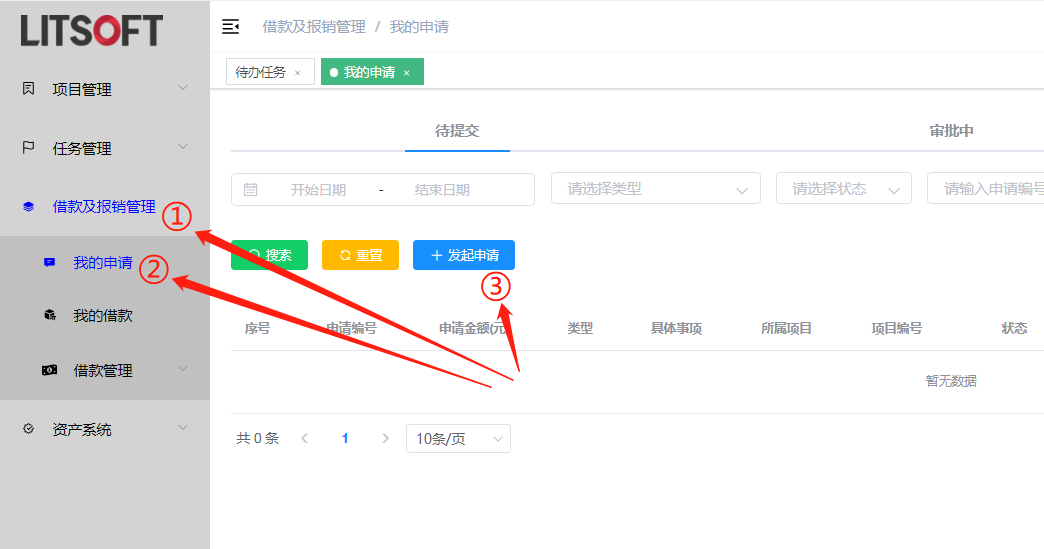 LITSOFT
借款及报销管理 / 我的申请
待办任务 ×
我的申请 ×
项目管理
任务管理
借款及报销管理
①
我的申请
②
我的借款
借款管理
资产系统
待提交
审批中
开始日期 - 结束日期
请选择类型
请选择状态
请输入申请编号
搜索
重置
+ 发起申请
③
序号 申请编号 申请金额(元) 类型 具体事项 所属项目 项目编号 状态
暂无数据
共 0 条 < 1 > 10条/页